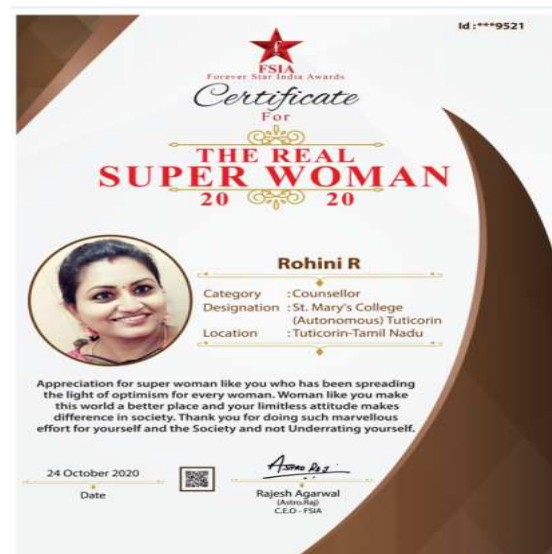 Id :***9521
FSIA
Forever Star India Awards
Certificate
For
THE REAL
SUPER WOMAN
20 20
Rohini R
Category : Counsellor
Designation : St. Mary's College
(Autonomous) Tuticorin
Location : Tuticorin-Tamil Nadu
Appreciation for super woman like you who has been spreading
the light of optimism for every woman. Woman like you make
this world a better place and your limitless attitude makes
difference in society. Thank you for doing such marvellous
effort for yourself and the Society and not Underrating yourself.
Astro Raj
24 October 2020
Date
Rajesh Agarwal
(Astro.Raj)
C.E.O - FSIA